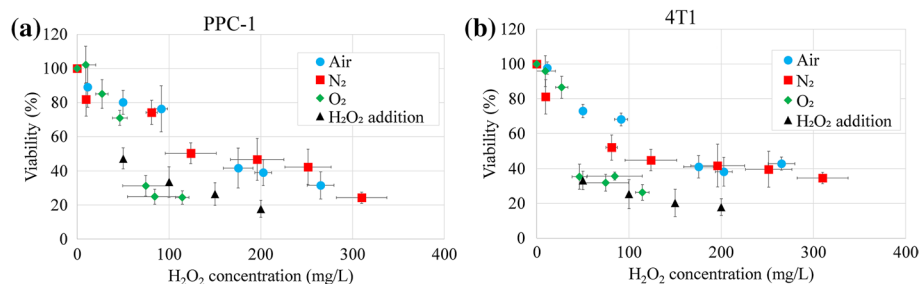 (a)
PPC-1
120
100
80
60
40
20
0
Viability (%)
Air
N₂
O₂
H₂O₂ addition
0 100 200 300 400
H₂O₂ concentration (mg/L)
(b)
4T1
120
100
80
60
40
20
0
Viability (%)
Air
N₂
O₂
H₂O₂ addition
0 100 200 300 400
H₂O₂ concentration (mg/L)